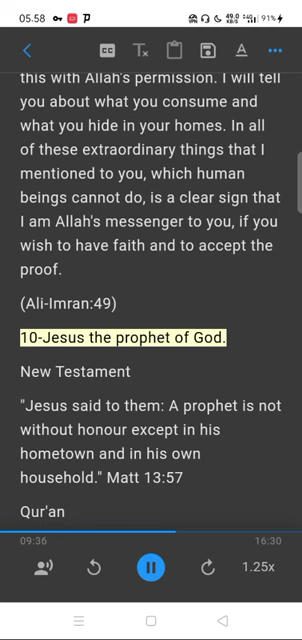 05.58
49.0
KB/S
91%
CC
this with Allah's permission. I will tell
you about what you consume and
what you hide in your homes. In all
of these extraordinary things that I
mentioned to you, which human
beings cannot do, is a clear sign that
I am Allah's messenger to you, if you
wish to have faith and to accept the
proof.
(Ali-Imran:49)
10-Jesus the prophet of God.
New Testament
"Jesus said to them: A prophet is not
without honour except in his
hometown and in his own
household." Matt 13:57
Qur'an
09:36 16:30
1.25x